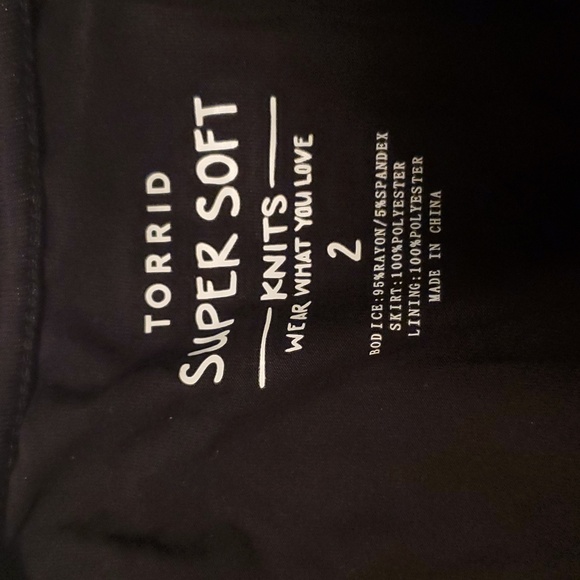 TORRID
SUPER SOFT
KNITS
WEAR WHAT YOU LOVE
2
BODICE:95%RAYON/5%SPANDEX
SKIRT:100%POLYESTER
LINING:100%POLYESTER
MADE IN CHINA